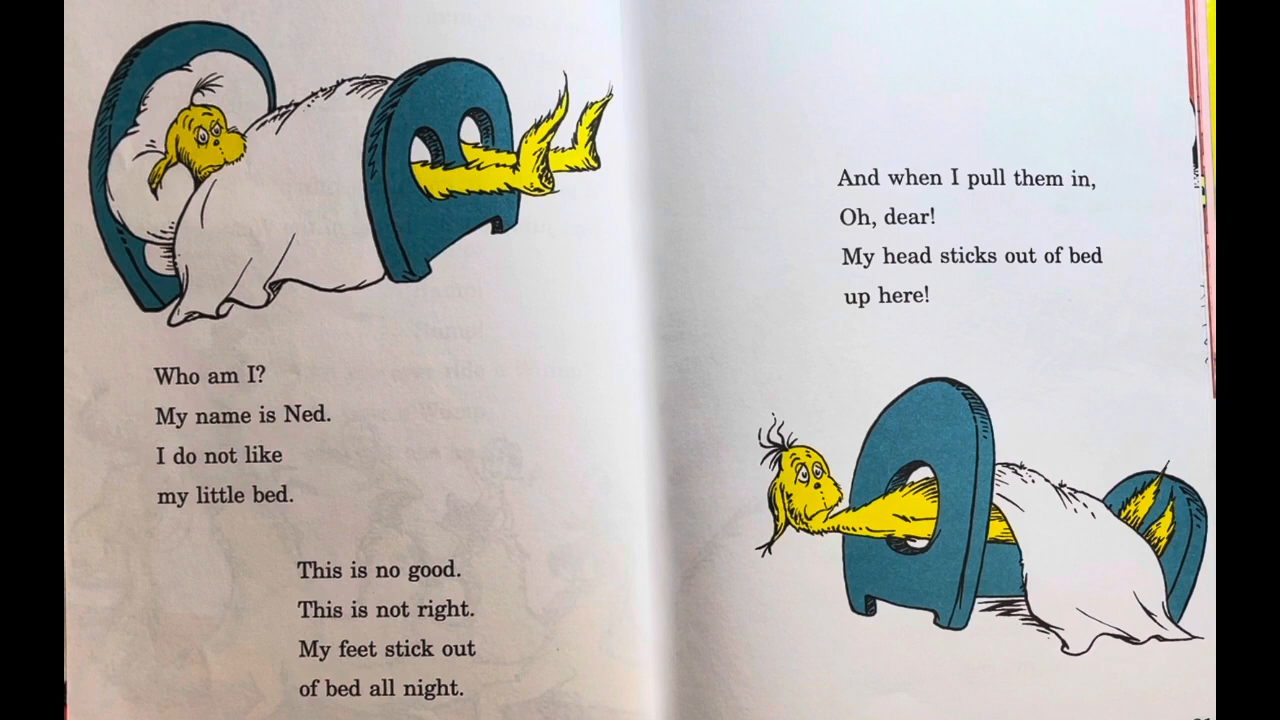 Who am I?
My name is Ned.
I do not like
my little bed.
This is no good.
This is not right.
My feet stick out
of bed all night.
And when I pull them in,
Oh, dear!
My head sticks out of bed
up here!